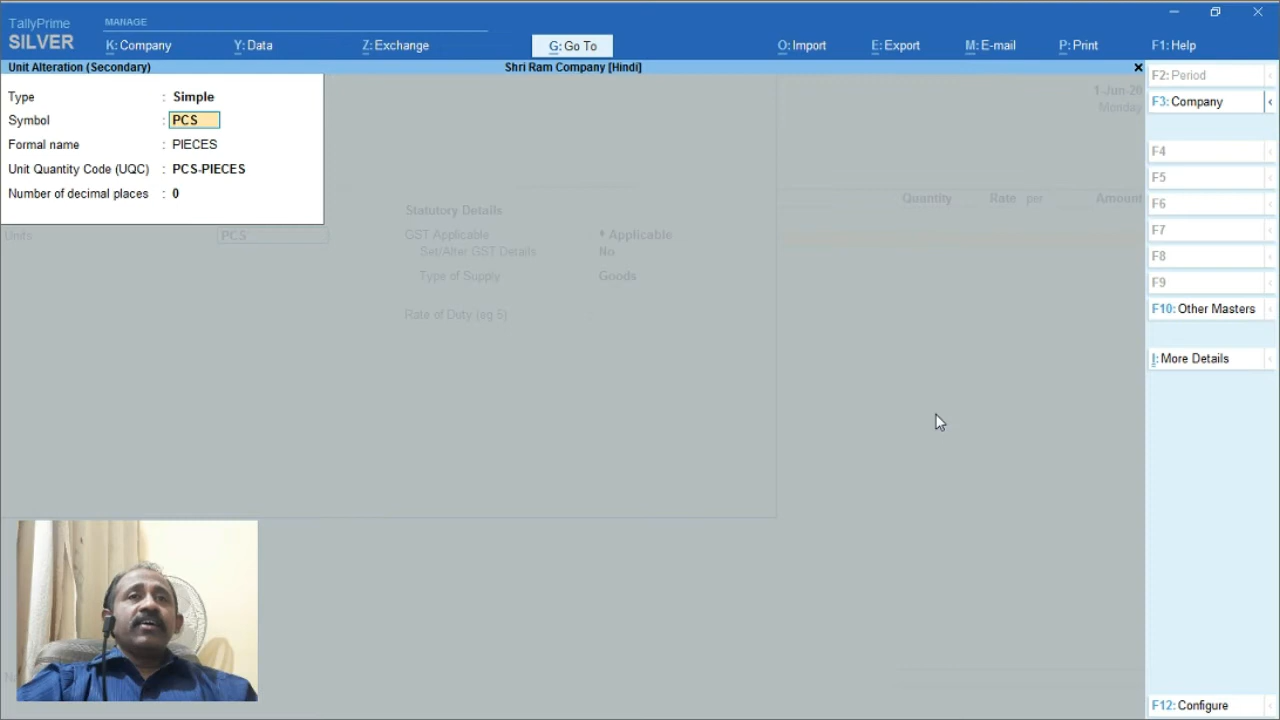 TallyPrime
SILVER
MANAGE
K: Company
Y: Data
Z: Exchange
G: Go To
O: Import
E: Export
M: E-mail
P: Print
F1: Help
Unit Alteration (Secondary)
Shri Ram Company [Hindi]
Type : Simple
Symbol : PCS
Formal name : PIECES
Unit Quantity Code (UQC) : PCS-PIECES
Number of decimal places : 0
Units PCS
Statutory Details
GST Applicable Applicable
Set/Alter GST Details No
Type of Supply Goods
Rate of Duty (eg 5)
1-Jun-20
Monday
Quantity Rate per Amount
F2: Period
F3: Company
F4
F5
F6
F7
F8
F9
F10: Other Masters
I: More Details
F12: Configure